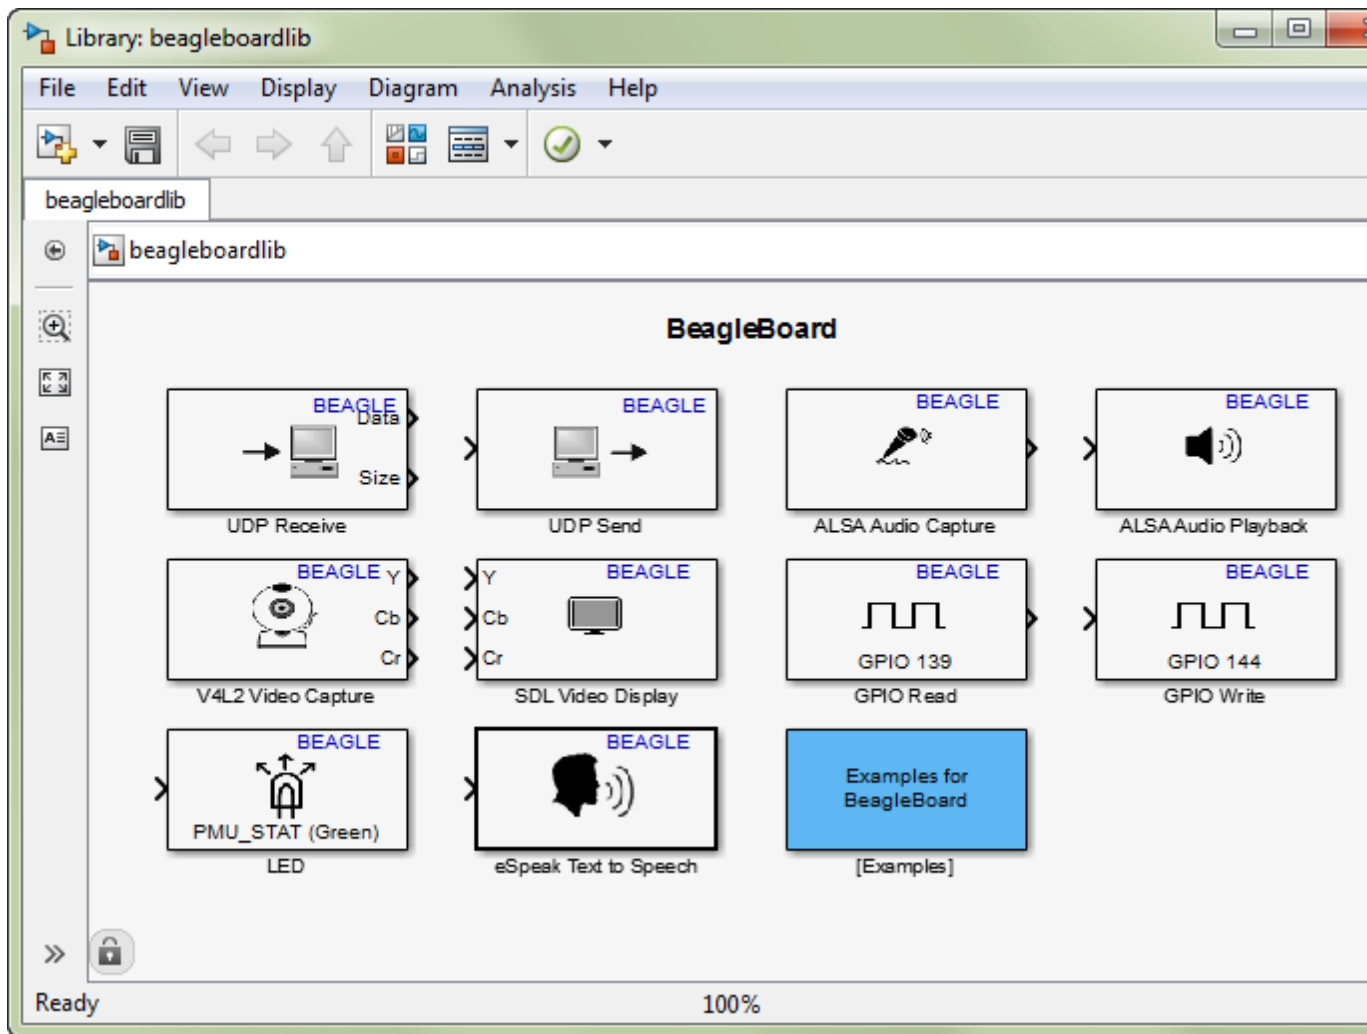 Library: beagleboardlib
File Edit View Display Diagram Analysis Help
beagleboardlib
beagleboardlib
BeagleBoard
BEAGLE
Data
Size
UDP Receive
BEAGLE
UDP Send
BEAGLE
ALSA Audio Capture
BEAGLE
ALSA Audio Playback
BEAGLE
Y
Cb
Cr
V4L2 Video Capture
BEAGLE
Y
Cb
Cr
SDL Video Display
BEAGLE
GPIO 139
GPIO Read
BEAGLE
GPIO 144
GPIO Write
BEAGLE
PMU_STAT (Green)
LED
BEAGLE
eSpeak Text to Speech
Examples for
BeagleBoard
[Examples]
Ready 100%